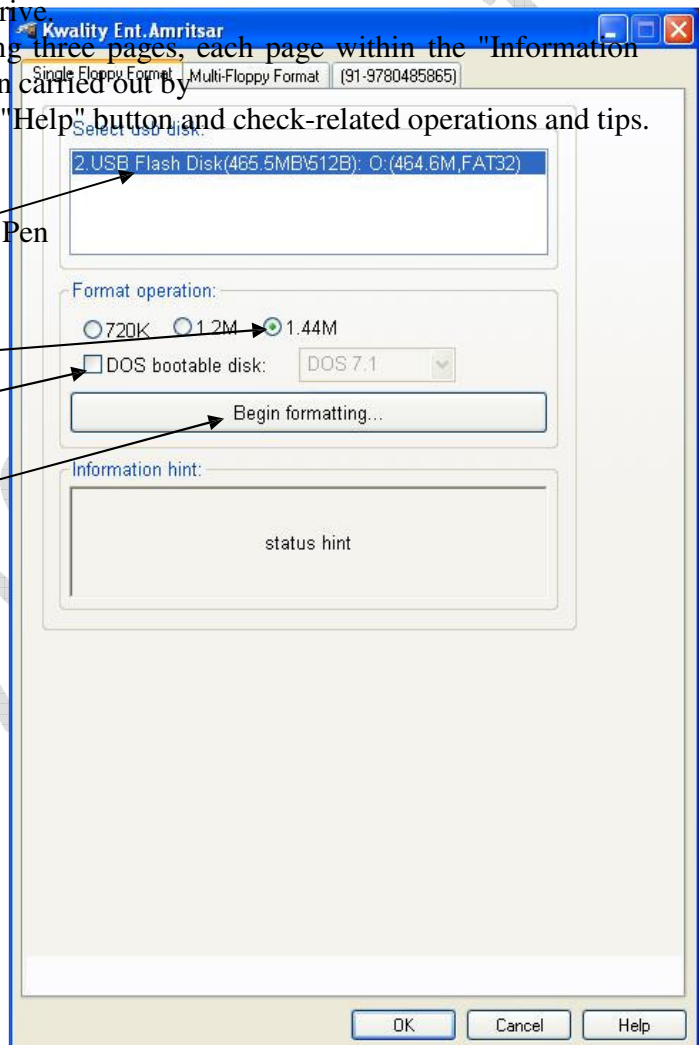 rive.
Kwality Ent.Amritsar
ng three pages, each page within the "Information
Single Floppy Format Multi-Floppy Format (91-9780485865)
n carried out by
"Help" button and check-related operations and tips.
Select usb disk:
2.USB Flash Disk(465.5MB\512B): O:(464.6M,FAT32)
Pen
Format operation:
720K 1.2M 1.44M
DOS bootable disk: DOS 7.1
Begin formatting...
Information hint:
status hint
OK Cancel Help